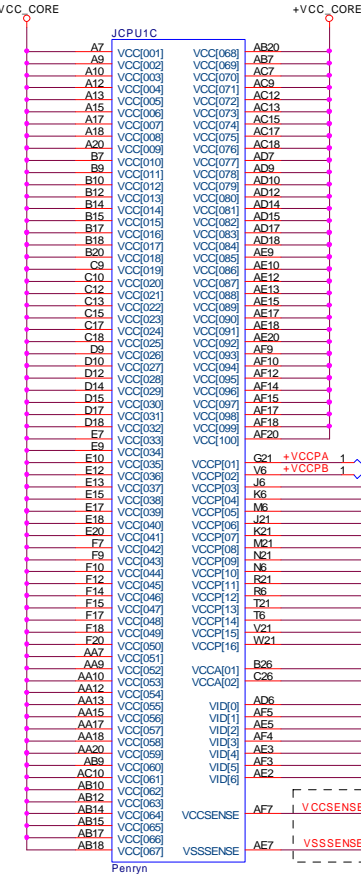 VCC_CORE +VCC_CORE
JCPU1C
A7 VCC[001] VCC[068] AB20
A9 VCC[002] VCC[069] AB7
A10 VCC[003] VCC[070] AC7
A12 VCC[004] VCC[071] AC9
A13 VCC[005] VCC[072] AC12
A15 VCC[006] VCC[073] AC13
A17 VCC[007] VCC[074] AC15
A18 VCC[008] VCC[075] AC17
A20 VCC[009] VCC[076] AC18
B7 VCC[010] VCC[077] AD7
B9 VCC[011] VCC[078] AD9
B10 VCC[012] VCC[079] AD10
B12 VCC[013] VCC[080] AD12
B14 VCC[014] VCC[081] AD14
B15 VCC[015] VCC[082] AD15
B17 VCC[016] VCC[083] AD17
B18 VCC[017] VCC[084] AD18
B20 VCC[018] VCC[085] AE9
C9 VCC[019] VCC[086] AE10
C10 VCC[020] VCC[087] AE12
C12 VCC[021] VCC[088] AE13
C13 VCC[022] VCC[089] AE15
C15 VCC[023] VCC[090] AE17
C17 VCC[024] VCC[091] AE18
C18 VCC[025] VCC[092] AE20
D9 VCC[026] VCC[093] AF9
D10 VCC[027] VCC[094] AF10
D12 VCC[028] VCC[095] AF12
D14 VCC[029] VCC[096] AF14
D15 VCC[030] VCC[097] AF15
D17 VCC[031] VCC[098] AF17
D18 VCC[032] VCC[099] AF18
E7 VCC[033] VCC[100] AF20
E9 VCC[034]
E10 VCC[035] VCCP[01] G21 +VCCPA 1
E12 VCC[036] VCCP[02] V6 +VCCPB 1
E13 VCC[037] VCCP[03] J6
E15 VCC[038] VCCP[04] K6
E17 VCC[039] VCCP[05] M6
E18 VCC[040] VCCP[06] J21
E20 VCC[041] VCCP[07] K21
F7 VCC[042] VCCP[08] M21
F9 VCC[043] VCCP[09] N21
F10 VCC[044] VCCP[10] N6
F12 VCC[045] VCCP[11] R21
F14 VCC[046] VCCP[12] R6
F15 VCC[047] VCCP[13] T21
F17 VCC[048] VCCP[14] T6
F18 VCC[049] VCCP[15] V21
F20 VCC[050] VCCP[16] W21
AA7 VCC[051]
AA9 VCC[052] VCCA[01] B26
AA10 VCC[053] VCCA[02] C26
AA12 VCC[054]
AA13 VCC[055] VID[0] AD6
AA15 VCC[056] VID[1] AF5
AA17 VCC[057] VID[2] AE5
AA18 VCC[058] VID[3] AF4
AA20 VCC[059] VID[4] AE3
AB9 VCC[060] VID[5] AF3
AC10 VCC[061] VID[6] AE2
AB10 VCC[062]
AB12 VCC[063]
AB14 VCC[064] VCCSENSE AF7 VCCSENSE
AB15 VCC[065]
AB17 VCC[066]
AB18 VCC[067] VSSSENSE AE7 VSSSENSE
Penryn